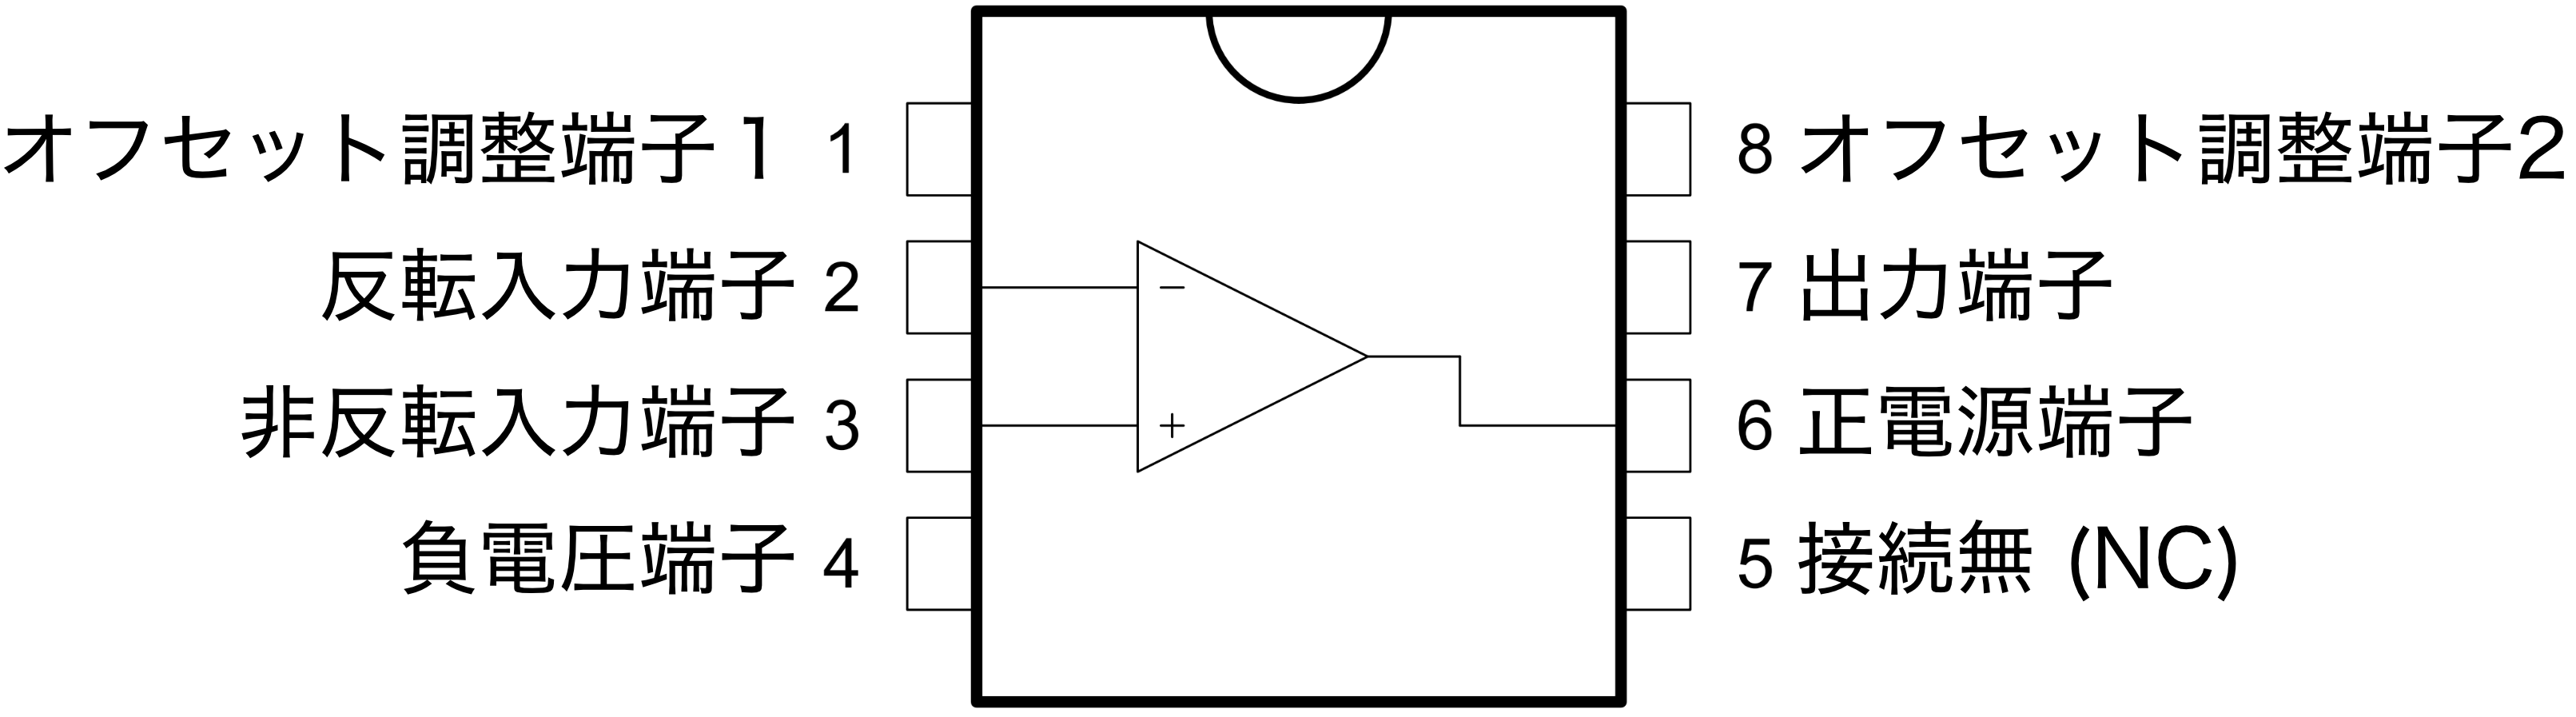 オフセット調整端子1 1
反転入力端子 2
非反転入力端子 3
負電圧端子 4
8 オフセット調整端子2
7 出力端子
6 正電源端子
5 接続無 (NC)
−
+